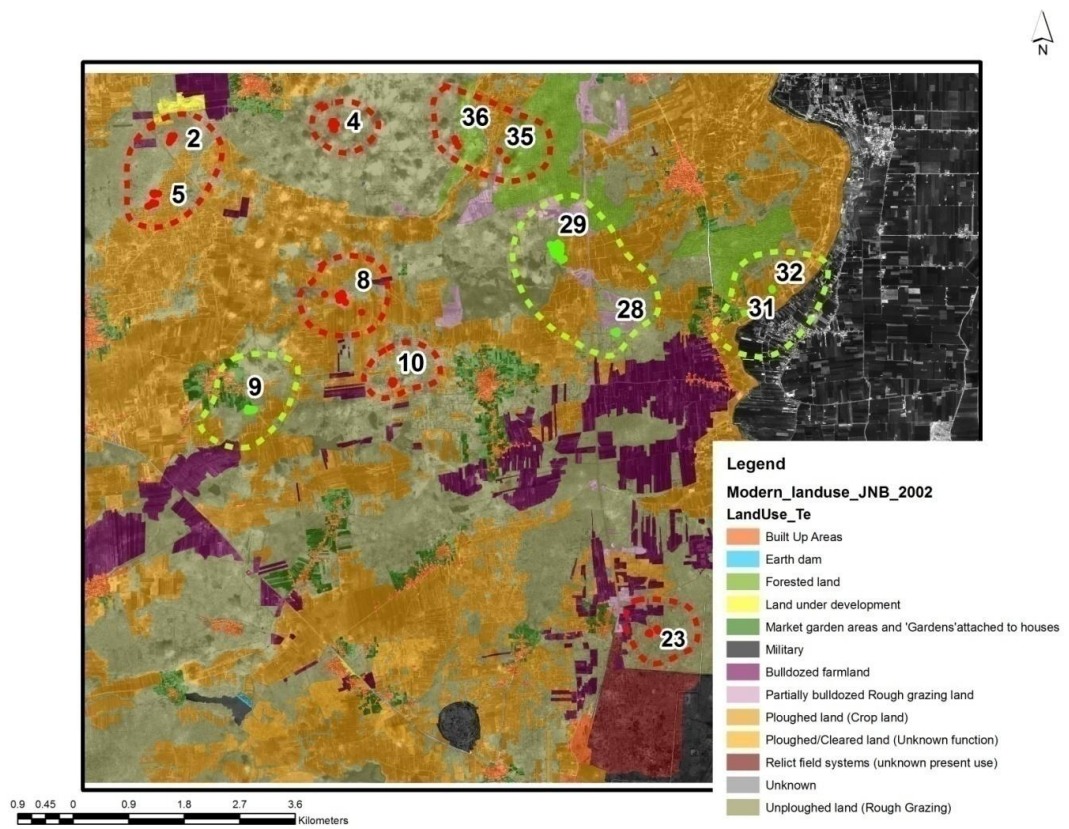 N
2
4
36
35
5
29
32
8
31
28
10
9
23
Legend
Modern_landuse_JNB_2002
LandUse_Te
Built Up Areas
Earth dam
Forested land
Land under development
Market garden areas and 'Gardens'attached to houses
Military
Bulldozed farmland
Partially bulldozed Rough grazing land
Ploughed land (Crop land)
Ploughed/Cleared land (Unknown function)
Relict field systems (unknown present use)
Unknown
Unploughed land (Rough Grazing)
0.9 0.45 0 0.9 1.8 2.7 3.6
Kilometers